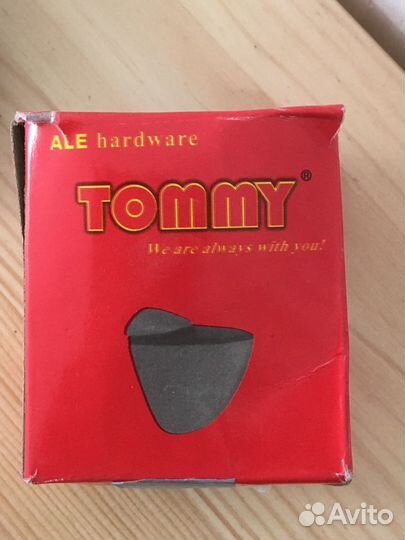 ALE hardware
TOMMY®
We are always with you!
Avito